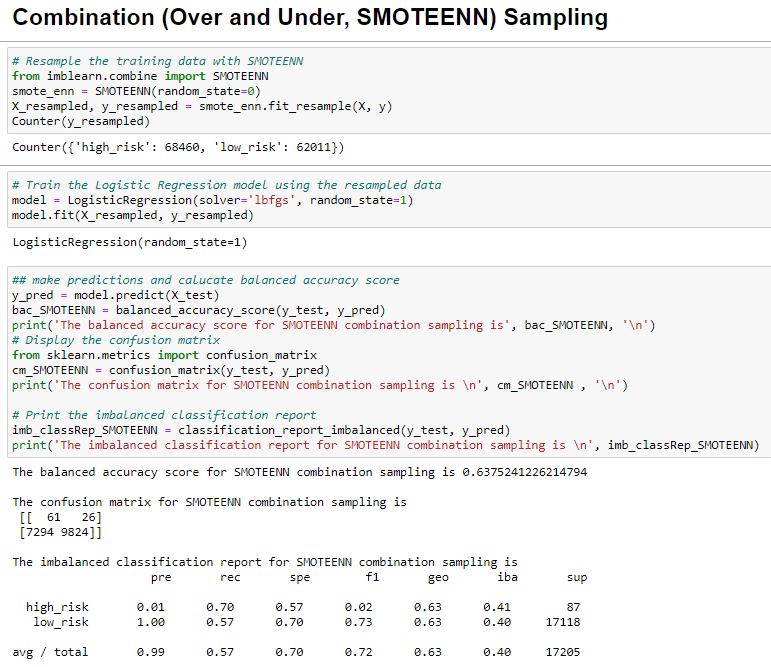 Combination (Over and Under, SMOTEENN) Sampling
# Resample the training data with SMOTEENN
from imblearn.combine import SMOTEENN
smote_enn = SMOTEENN(random_state=0)
X_resampled, y_resampled = smote_enn.fit_resample(X, y)
Counter(y_resampled)
Counter({'high_risk': 68460, 'low_risk': 62011})
# Train the Logistic Regression model using the resampled data
model = LogisticRegression(solver='lbfgs', random_state=1)
model.fit(X_resampled, y_resampled)
LogisticRegression(random_state=1)
## make predictions and calucate balanced accuracy score
y_pred = model.predict(X_test)
bac_SMOTEENN = balanced_accuracy_score(y_test, y_pred)
print('The balanced accuracy score for SMOTEENN combination sampling is', bac_SMOTEENN, '\n')
# Display the confusion matrix
from sklearn.metrics import confusion_matrix
cm_SMOTEENN = confusion_matrix(y_test, y_pred)
print('The confusion matrix for SMOTEENN combination sampling is \n', cm_SMOTEENN , '\n')
# Print the imbalanced classification report
imb_classRep_SMOTEENN = classification_report_imbalanced(y_test, y_pred)
print('The imbalanced classification report for SMOTEENN combination sampling is \n', imb_classRep_SMOTEENN)
The balanced accuracy score for SMOTEENN combination sampling is 0.6375241226214794
The confusion matrix for SMOTEENN combination sampling is
[[ 61 26]
[7294 9824]]
The imbalanced classification report for SMOTEENN combination sampling is
pre rec spe f1 geo iba sup
high_risk 0.01 0.70 0.57 0.02 0.63 0.41 87
low_risk 1.00 0.57 0.70 0.73 0.63 0.40 17118
avg / total 0.99 0.57 0.70 0.72 0.63 0.40 17205